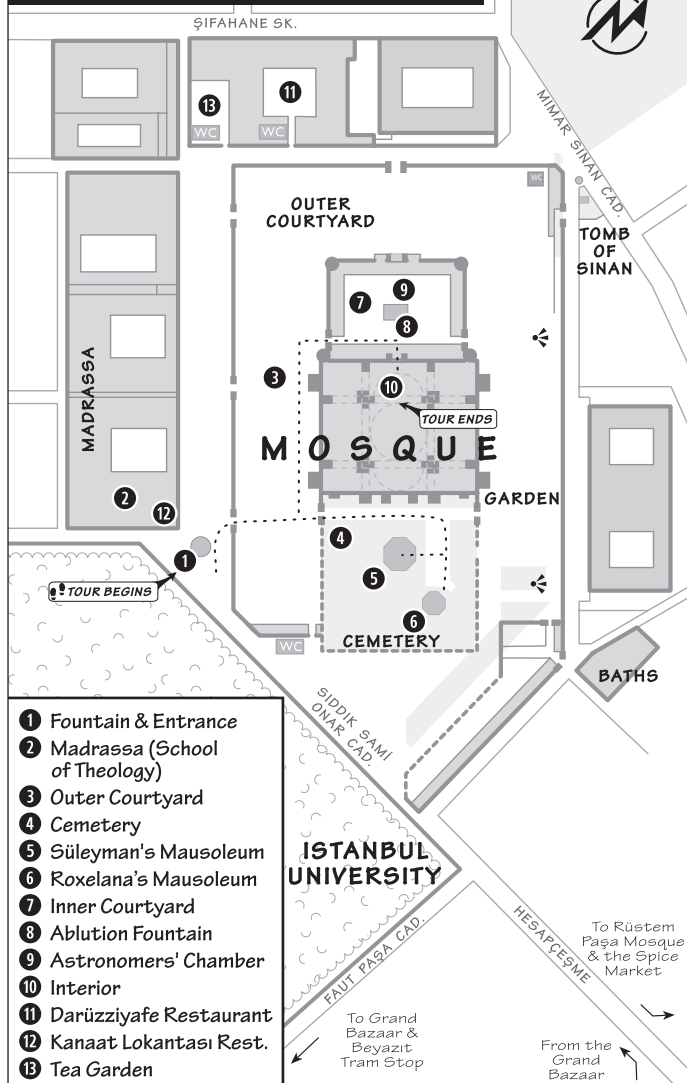 ŞIFAHANE SK.
13
11
WC
WC
MIMAR SINAN CAD.
WC
OUTER
COURTYARD
TOMB
OF
SINAN
9
7
8
3
10
TOUR ENDS
MADRASSA
MOSQUE
2
12
GARDEN
4
1
5
TOUR BEGINS
6
CEMETERY
WC
BATHS
SIDDIK SAMI
ONAR CAD.
1 Fountain & Entrance
2 Madrassa (School
of Theology)
3 Outer Courtyard
4 Cemetery
5 Süleyman's Mausoleum
6 Roxelana's Mausoleum
7 Inner Courtyard
8 Ablution Fountain
9 Astronomers' Chamber
10 Interior
11 Darüzziyafe Restaurant
12 Kanaat Lokantası Rest.
13 Tea Garden
ISTANBUL
UNIVERSITY
FAUT PAŞA CAD.
HESAPÇEŞME
To Rüstem
Paşa Mosque
& the Spice
Market
To Grand
Bazaar &
Beyazıt
Tram Stop
From the
Grand
Bazaar